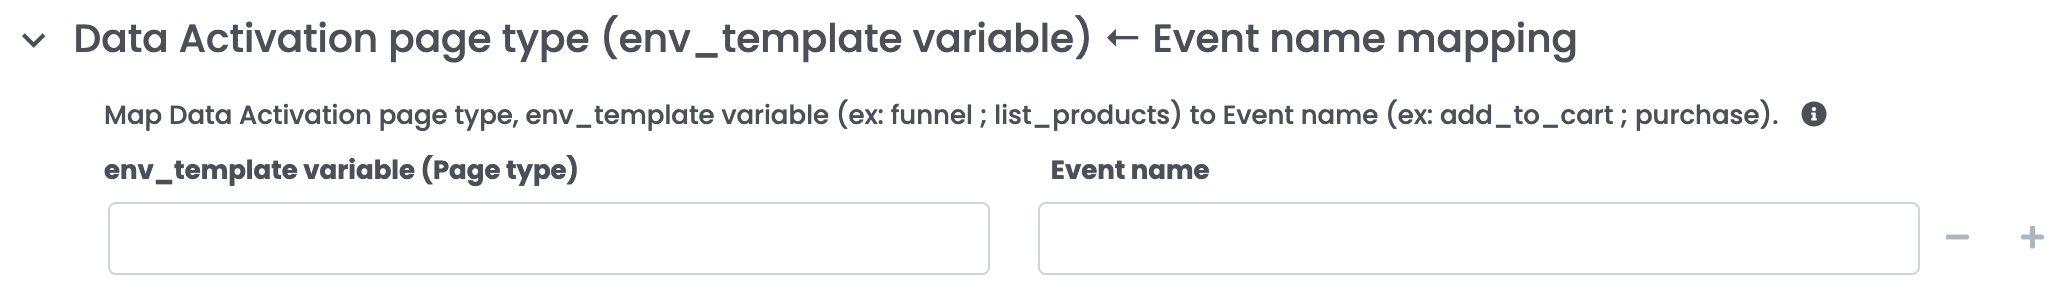 Data Activation page type (env_template variable) ← Event name mapping
Map Data Activation page type, env_template variable (ex: funnel ; list_products) to Event name (ex: add_to_cart ; purchase).
env_template variable (Page type) Event name